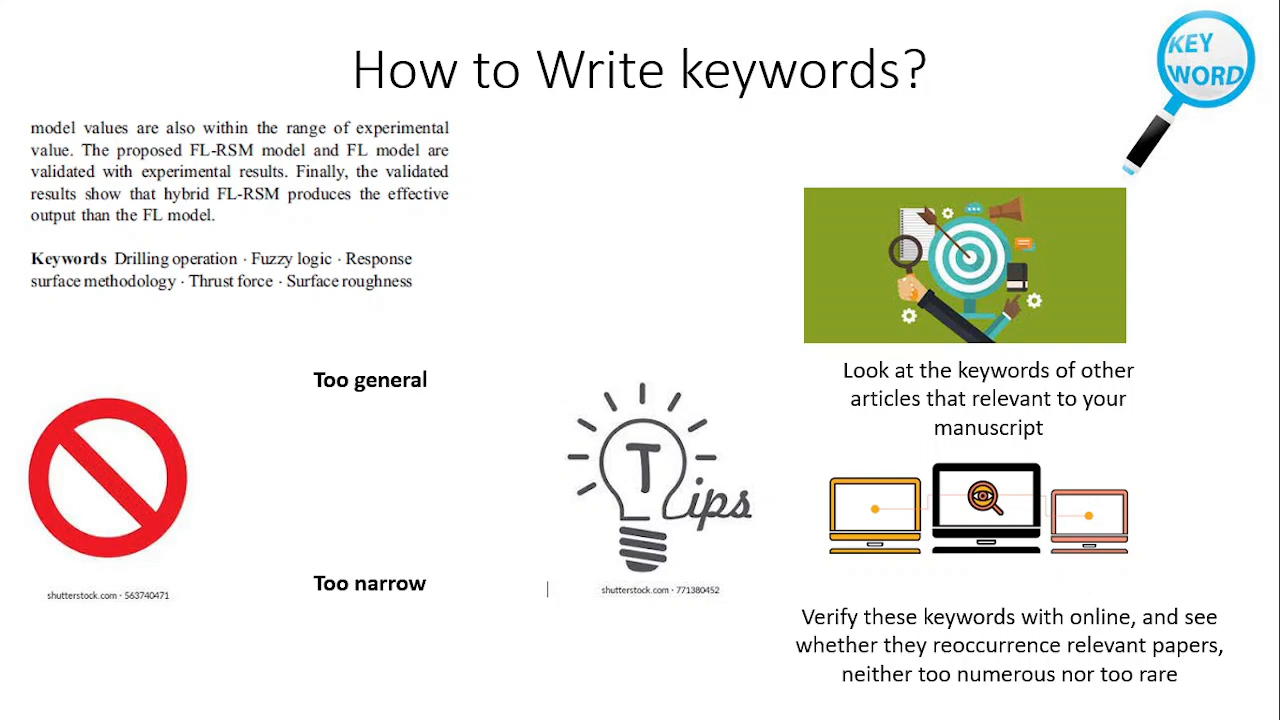 How to Write keywords?
KEY
WORD
model values are also within the range of experimental
value. The proposed FL-RSM model and FL model are
validated with experimental results. Finally, the validated
results show that hybrid FL-RSM produces the effective
output than the FL model.
Keywords Drilling operation · Fuzzy logic · Response
surface methodology · Thrust force · Surface roughness
Too general
Too narrow
shutterstock.com · 563740471
Tips
shutterstock.com · 771380452
Look at the keywords of other
articles that relevant to your
manuscript
Verify these keywords with online, and see
whether they reoccurrence relevant papers,
neither too numerous nor too rare